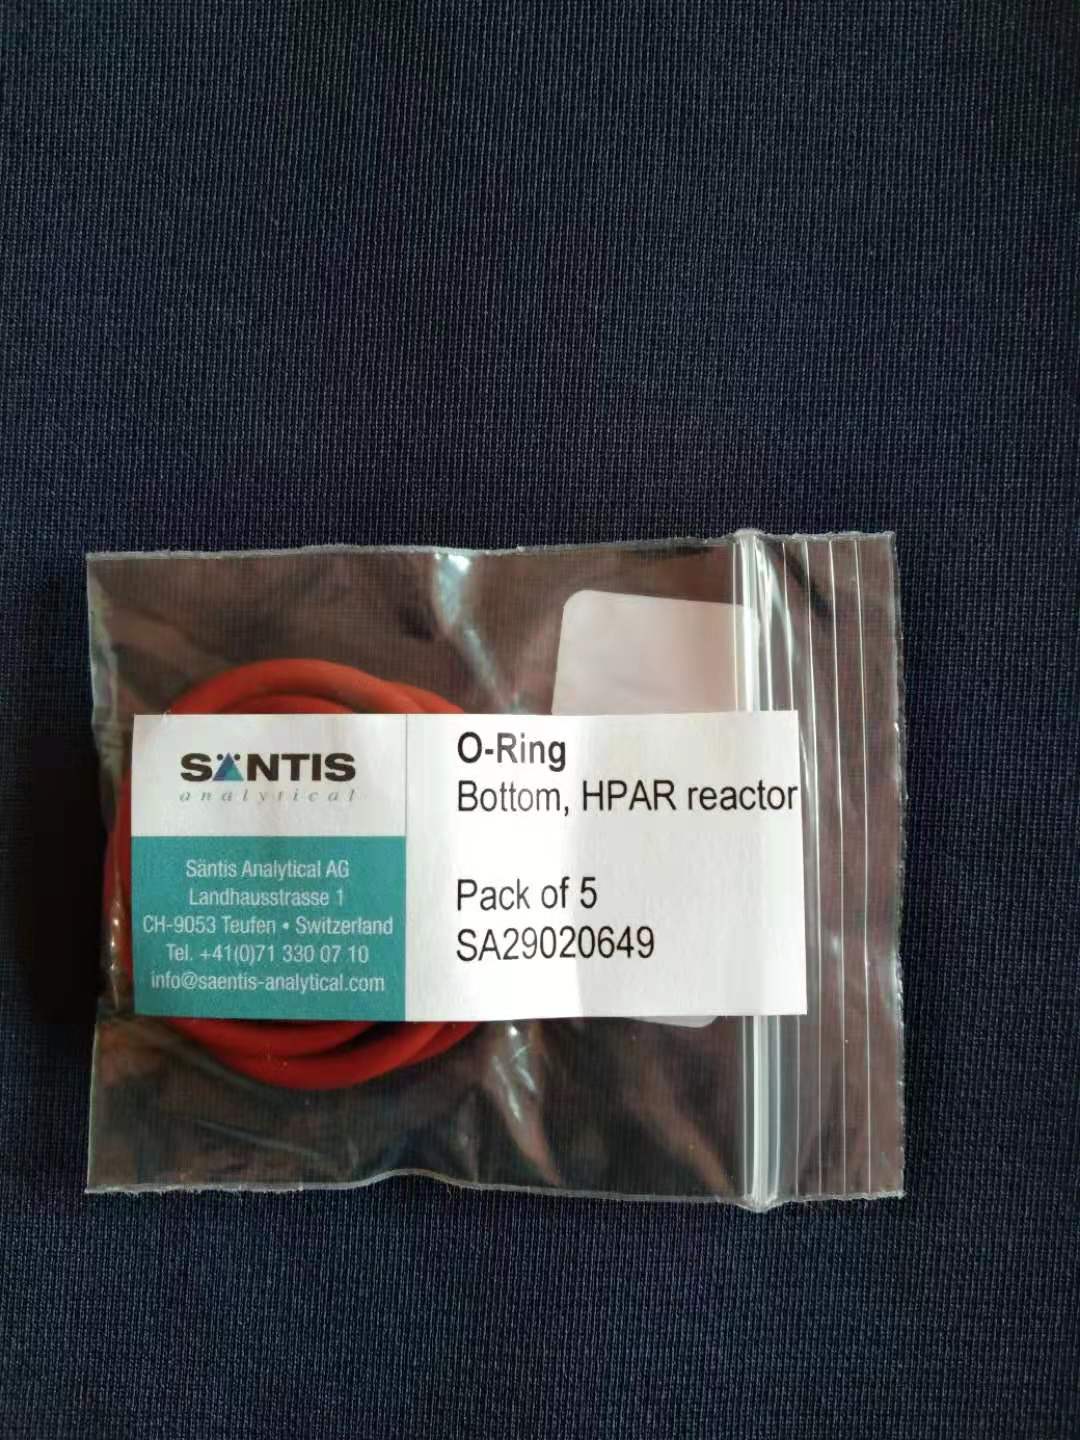 SÄNTIS
analytical
Säntis Analytical AG
Landhausstrasse 1
CH-9053 Teufen • Switzerland
Tel. +41(0)71 330 07 10
info@saentis-analytical.com
O-Ring
Bottom, HPAR reactor
Pack of 5
SA29020649